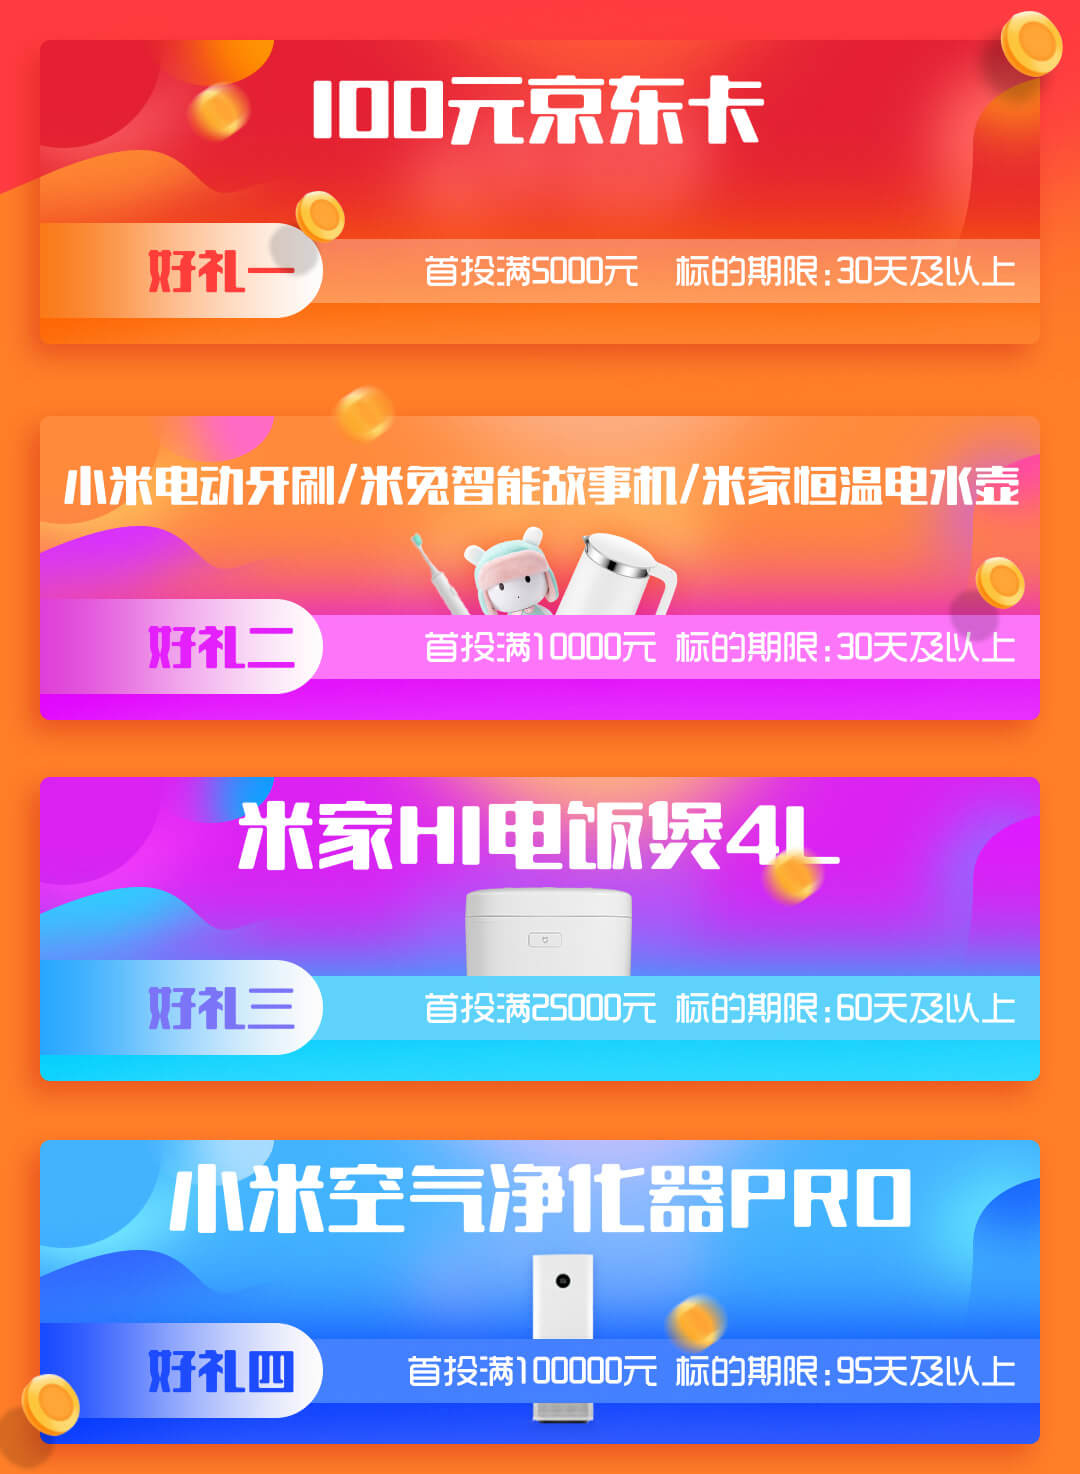 100元京东卡
好礼一
首投满5000元 标的期限:30天及以上
小米电动牙刷/米兔智能故事机/米家恒温电水壶
好礼二
首投满10000元 标的期限:30天及以上
米家HI电饭煲4L
好礼三
首投满25000元 标的期限:60天及以上
小米空气净化器PRO
好礼四
首投满100000元 标的期限:95天及以上